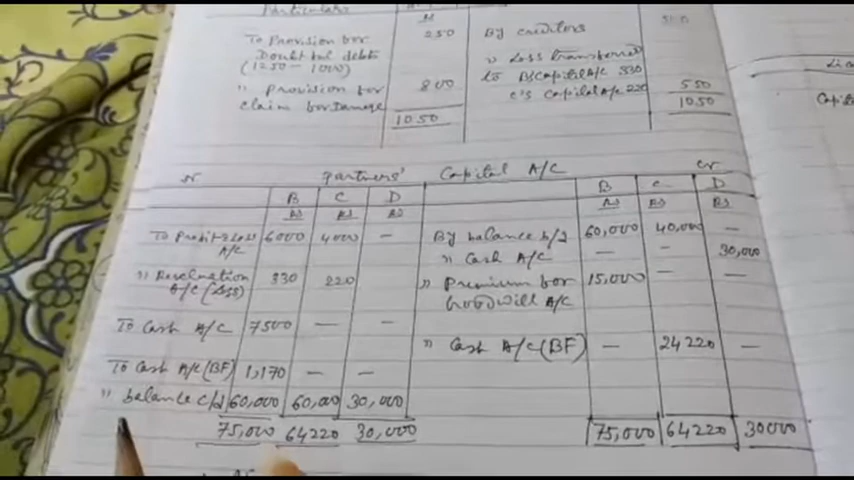 Particulars
Rs
To Provision for 250 By creditors
Doubtful debts
(1250 - 1000) " Loss transferred
to B's Capital A/c 330
" Provision for 800 C's Capital A/c 220 550
claim for Damage
1050 1050
Partners' Capital A/C Cr
B C D B C D
Rs Rs Rs Rs Rs Rs
To Profit & Loss A/C 6000 4000 - By balance b/d 60,000 40,000 -
" Cash A/C - - 30,000
" Revaluation A/C (Loss) 330 220 " Premium for Goodwill A/C 15,000 - -
To Cash A/C 7500 - -
" Cash A/C (BF) - 24220 -
To Cash A/C (BF) 1,170 - -
" balance c/d 60,000 60,000 30,000
75,000 64220 30,000 75,000 64220 30000